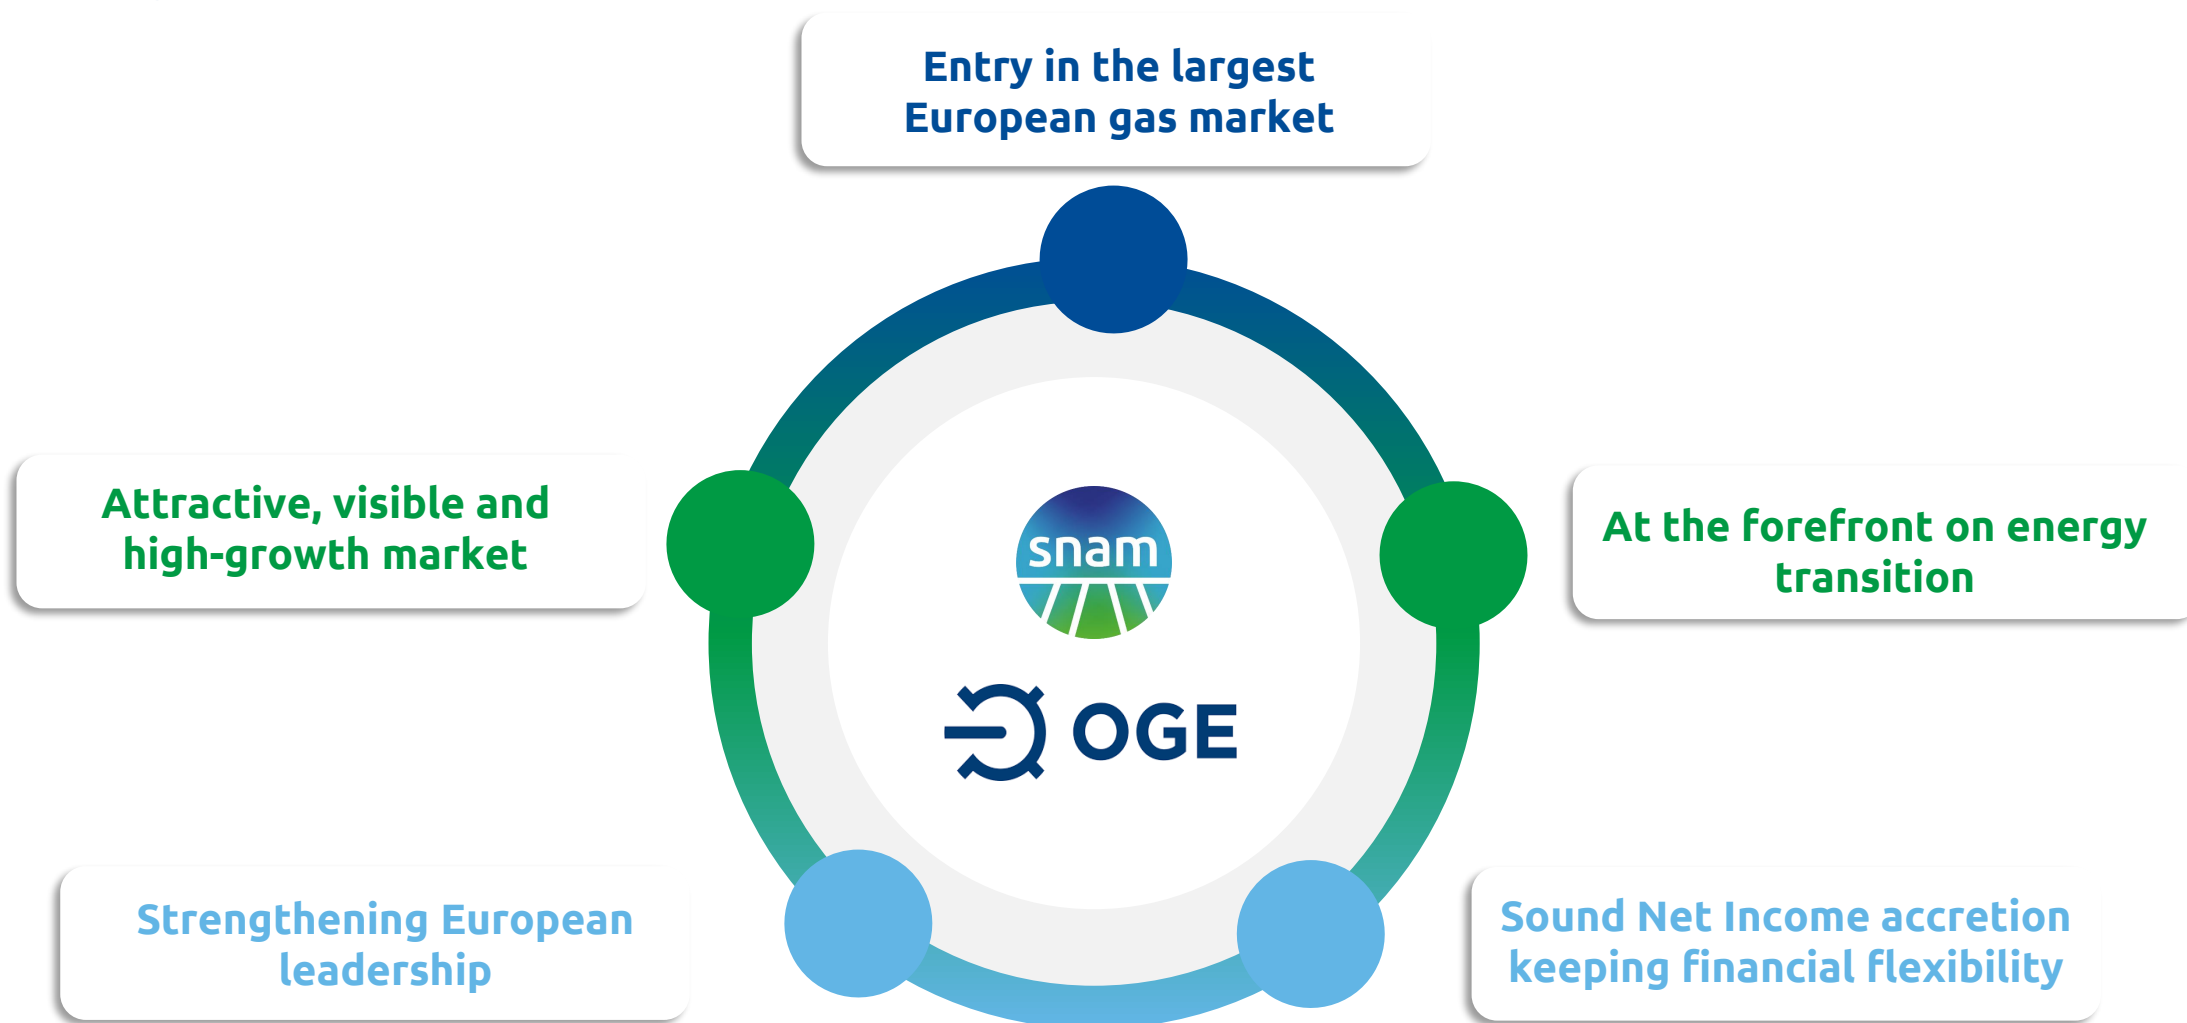 Entry in the largest
European gas market
Attractive, visible and
high-growth market
At the forefront on energy
transition
snam
OGE
Strengthening European
leadership
Sound Net Income accretion
keeping financial flexibility